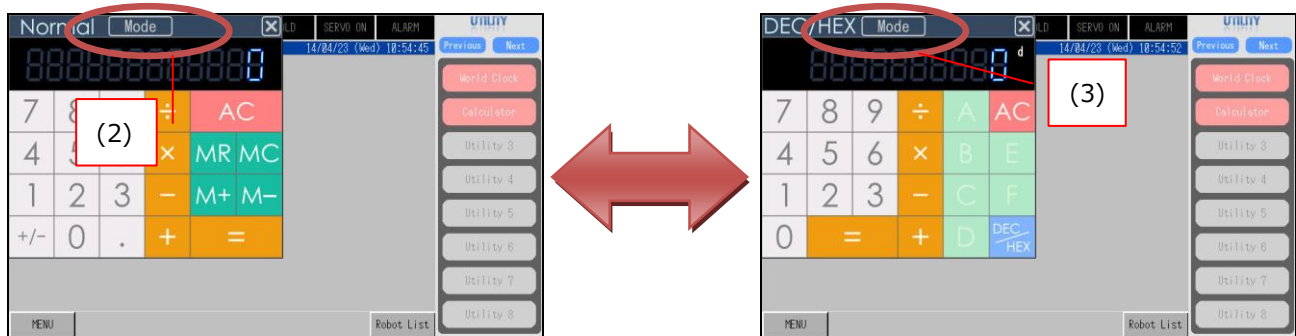 Normal Mode X LD SERVO ON ALARM UTILITY
14/04/23 (Wed) 10:54:45 Previous Next
0
World Clock
7 ÷ AC Calculator
(2)
4 × MR MC Utility 3
Utility 4
1 2 3 − M+ M− Utility 5
+/- 0 . + = Utility 6
Utility 7
Utility 8
MENU Robot List
DEC/HEX Mode X LD SERVO ON ALARM UTILITY
14/04/23 (Wed) 10:54:52 Previous Next
0 d
World Clock
(3)
7 8 9 ÷ A AC Calculator
4 5 6 × B E Utility 3
Utility 4
1 2 3 − C F Utility 5
0 = + D DEC/HEX Utility 6
Utility 7
Utility 8
MENU Robot List